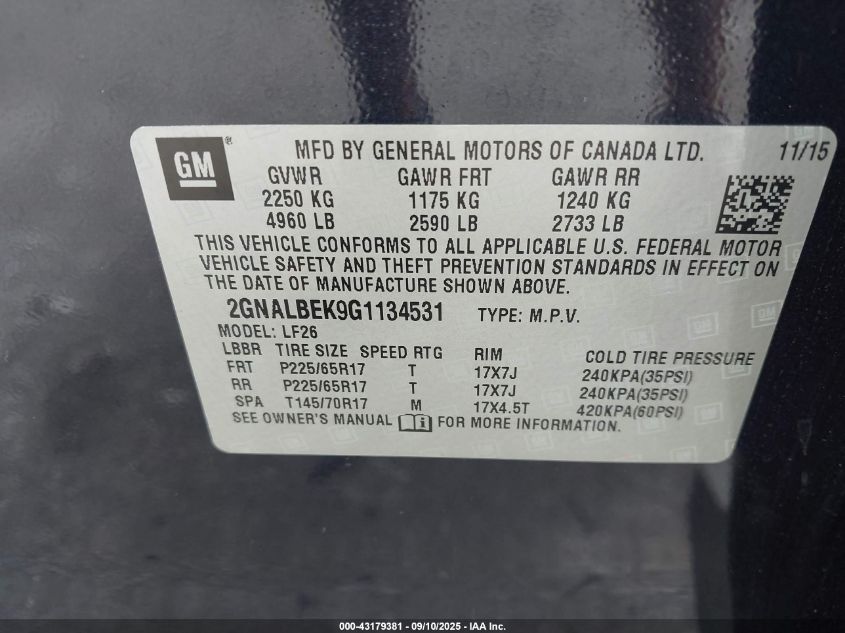 GM®
MFD BY GENERAL MOTORS OF CANADA LTD. 11/15
GVWR GAWR FRT GAWR RR
2250 KG 1175 KG 1240 KG
4960 LB 2590 LB 2733 LB
THIS VEHICLE CONFORMS TO ALL APPLICABLE U.S. FEDERAL MOTOR
VEHICLE SAFETY AND THEFT PREVENTION STANDARDS IN EFFECT ON
THE DATE OF MANUFACTURE SHOWN ABOVE.
2GNALBEK9G1134531 TYPE: M.P.V.
MODEL: LF26
LBBR TIRE SIZE SPEED RTG RIM COLD TIRE PRESSURE
FRT P225/65R17 T 17X7J 240KPA(35PSI)
RR P225/65R17 T 17X7J 240KPA(35PSI)
SPA T145/70R17 M 17X4.5T 420KPA(60PSI)
SEE OWNER'S MANUAL i FOR MORE INFORMATION.
000-43179381 - 09/10/2025 - IAA Inc.